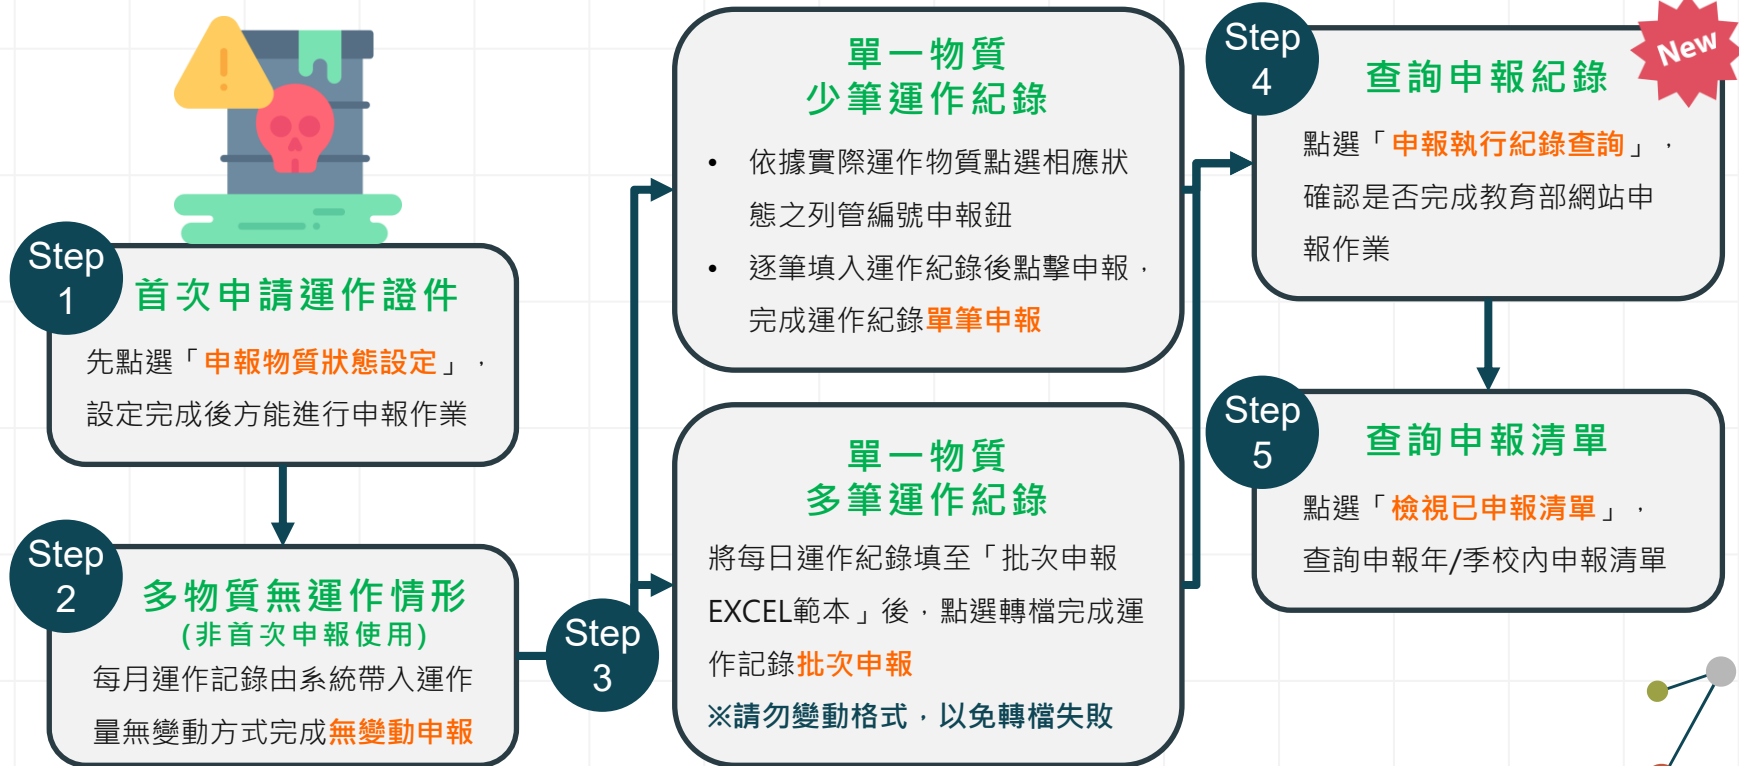 Step
1
首次申請運作證件
先點選「申報物質狀態設定」，
設定完成後方能進行申報作業
Step
2
多物質無運作情形
(非首次申報使用)
每月運作記錄由系統帶入運作
量無變動方式完成無變動申報
Step
3
單一物質
少筆運作紀錄
• 依據實際運作物質點選相應狀
態之列管編號申報鈕
• 逐筆填入運作紀錄後點擊申報，
完成運作紀錄單筆申報
單一物質
多筆運作紀錄
將每日運作紀錄填至「批次申報
EXCEL範本」後，點選轉檔完成運
作記錄批次申報
※請勿變動格式，以免轉檔失敗
Step
4
查詢申報紀錄
New
點選「申報執行紀錄查詢」，
確認是否完成教育部網站申
報作業
Step
5
查詢申報清單
點選「檢視已申報清單」，
查詢申報年/季校內申報清單